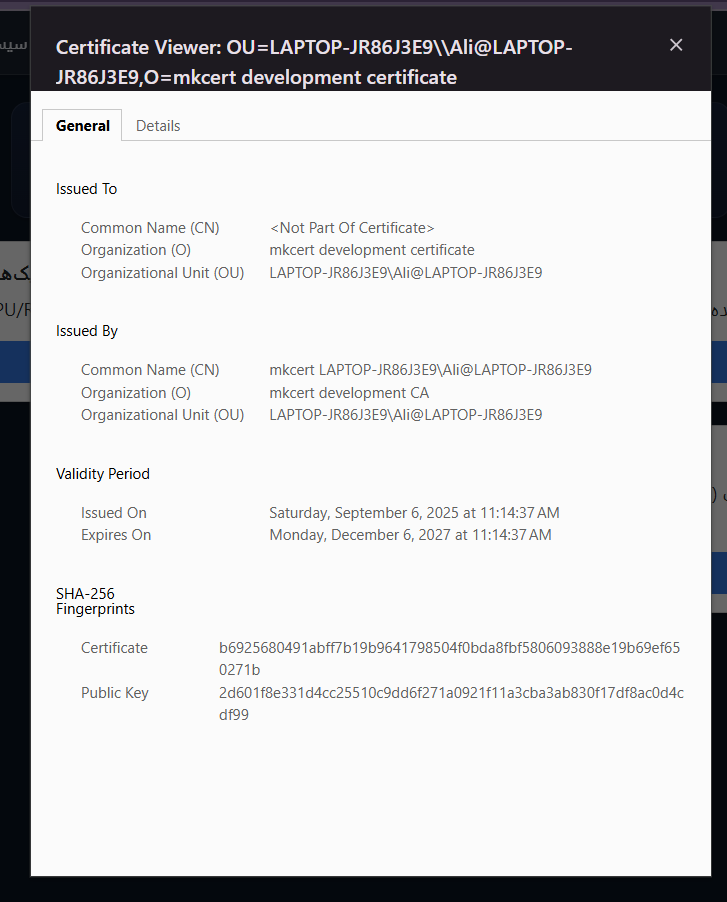 Certificate Viewer: OU=LAPTOP-JR86J3E9\\Ali@LAPTOP-
JR86J3E9,O=mkcert development certificate
General Details
Issued To
Common Name (CN) <Not Part Of Certificate>
Organization (O) mkcert development certificate
Organizational Unit (OU) LAPTOP-JR86J3E9\Ali@LAPTOP-JR86J3E9
Issued By
Common Name (CN) mkcert LAPTOP-JR86J3E9\Ali@LAPTOP-JR86J3E9
Organization (O) mkcert development CA
Organizational Unit (OU) LAPTOP-JR86J3E9\Ali@LAPTOP-JR86J3E9
Validity Period
Issued On Saturday, September 6, 2025 at 11:14:37 AM
Expires On Monday, December 6, 2027 at 11:14:37 AM
SHA-256
Fingerprints
Certificate b6925680491abff7b19b9641798504f0bda8fbf5806093888e19b69ef65
0271b
Public Key 2d601f8e331d4cc25510c9dd6f271a0921f11a3cba3ab830f17df8ac0d4c
df99